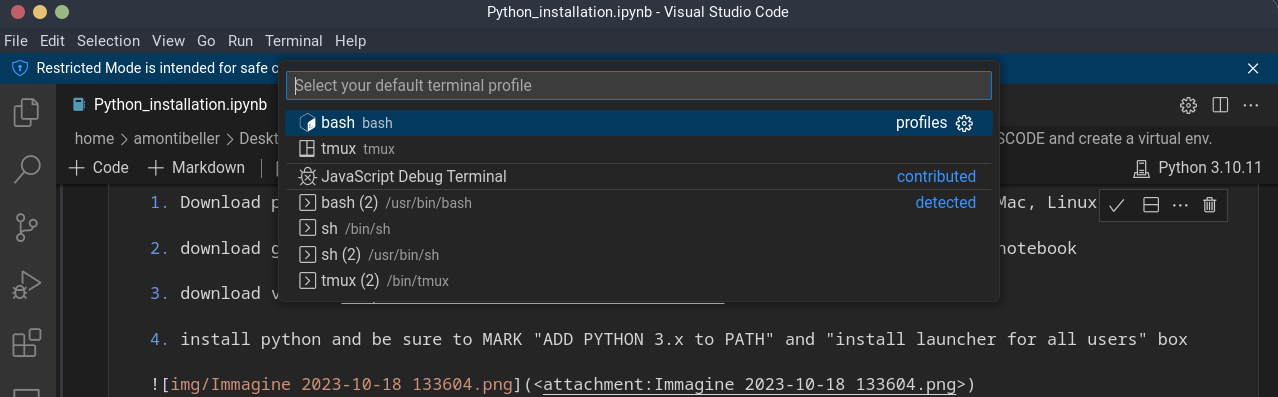 Python_installation.ipynb - Visual Studio Code
File Edit Selection View Go Run Terminal Help
Restricted Mode is intended for safe
Select your default terminal profile
Python_installation.ipynb
bash bash profiles
home > amontibeller > Deskt
SCODE and create a virtual env.
tmux tmux
+ Code + Markdown
Python 3.10.11
JavaScript Debug Terminal contributed
1. Download
bash (2) /usr/bin/bash detected
Mac, Linux
sh /bin/sh
2. download
notebook
sh (2) /usr/bin/sh
tmux (2) /bin/tmux
3. download
4. install python and be sure to MARK "ADD PYTHON 3.x to PATH" and "install launcher for all users" box
![img/Immagine 2023-10-18 133604.png](<attachment:Immagine 2023-10-18 133604.png>)